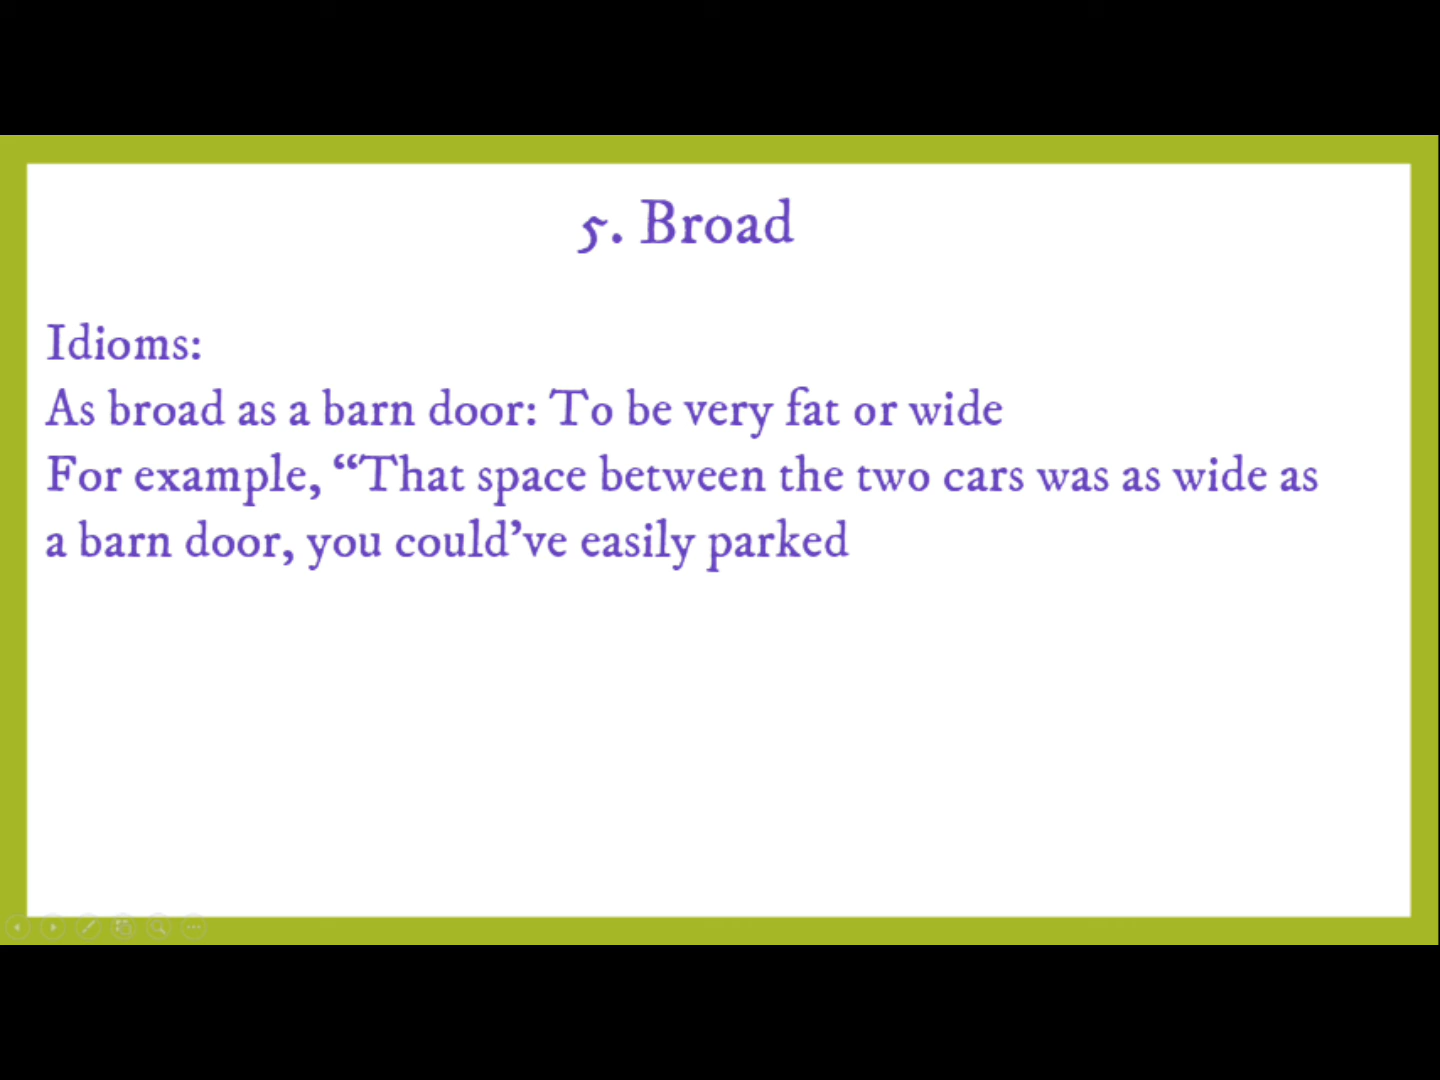 5. Broad
Idioms:
As broad as a barn door: To be very fat or wide
For example, “That space between the two cars was as wide as
a barn door, you could’ve easily parked